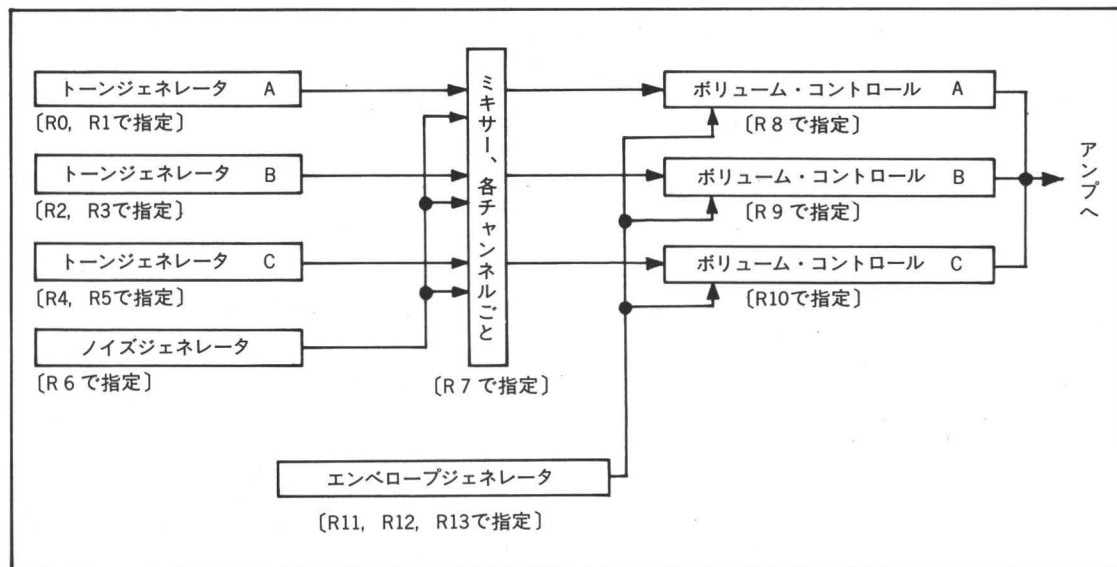 トーンジェネレータ A
〔R0, R1で指定〕
トーンジェネレータ B
〔R2, R3で指定〕
トーンジェネレータ C
〔R4, R5で指定〕
ノイズジェネレータ
〔R6で指定〕
ミキサー、各チャンネルごと
〔R7で指定〕
ボリューム・コントロール A
〔R8で指定〕
ボリューム・コントロール B
〔R9で指定〕
ボリューム・コントロール C
〔R10で指定〕
アンプへ
エンベロープジェネレータ
〔R11, R12, R13で指定〕